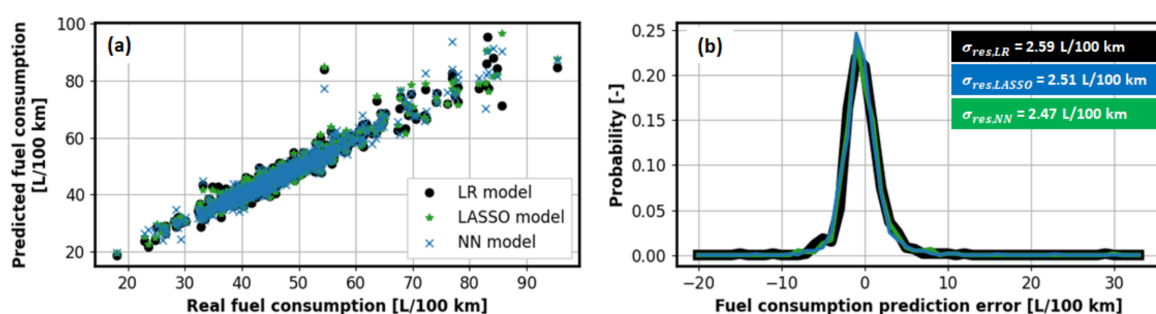 (a)
Predicted fuel consumption
[L/100 km]
100
80
60
40
20
20 30 40 50 60 70 80 90
Real fuel consumption [L/100 km]
LR model
LASSO model
NN model
(b)
Probability [-]
0.25
0.20
0.15
0.10
0.05
0.00
-20 -10 0 10 20 30
Fuel consumption prediction error [L/100 km]
σres,LR = 2.59 L/100 km
σres,LASSO = 2.51 L/100 km
σres,NN = 2.47 L/100 km